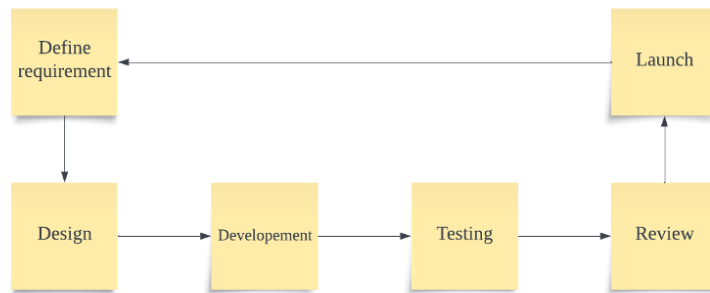 Define
requirement
Launch
Design
Developement
Testing
Review